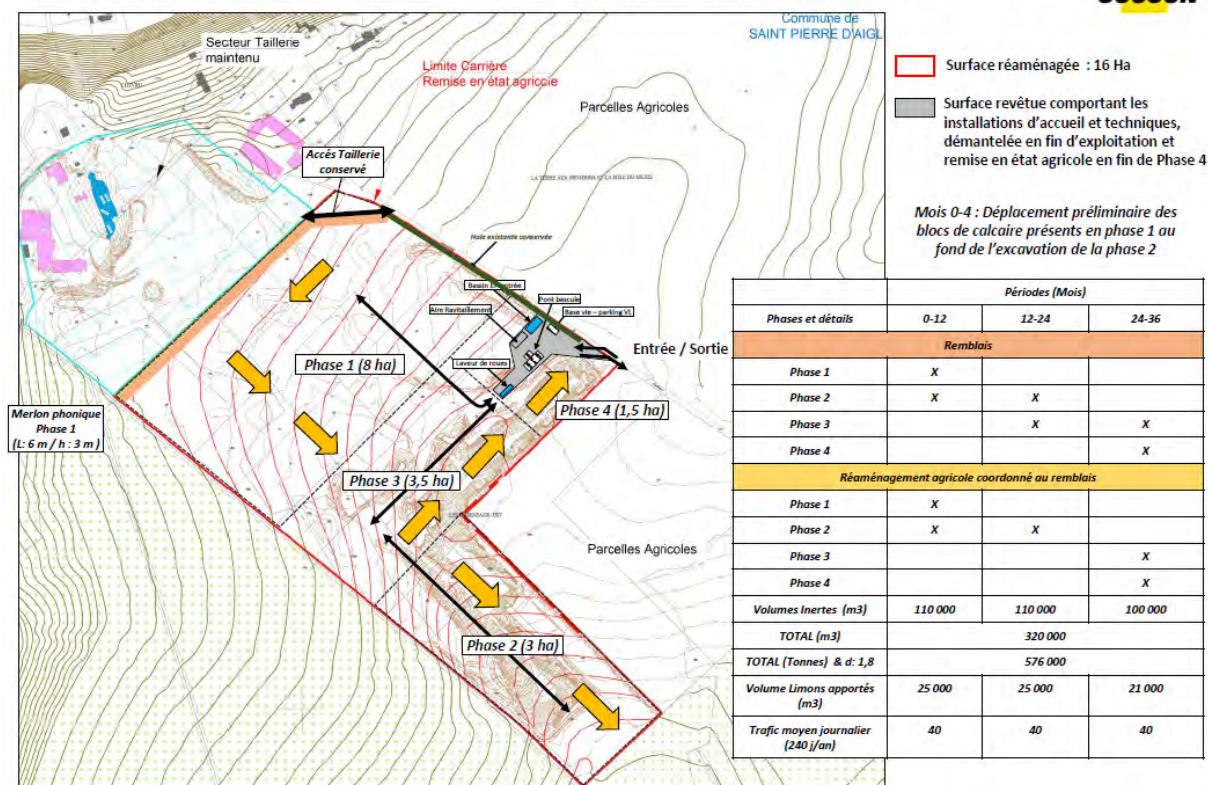 Commune de
SAINT PIERRE D'AIGL
Secteur Taillerie
maintenu
Limite Carrière
Remise en état agriccle
Parcelles Agricoles
Accés Taillerie
conservé
Haie existante conservée
Pont bascule
Aire Ravitaillement
Base vie – parking VL
Laveur de roues
Entrée / Sortie
Phase 1 (8 ha)
Phase 4 (1,5 ha)
Merlon phonique
Phase 1
(L: 6 m / h : 3 m )
Phase 3 (3,5 ha)
Parcelles Agricoles
Phase 2 (3 ha)
Surface réaménagée : 16 Ha
Surface revêtue comportant les
installations d'accueil et techniques,
démantelée en fin d'exploitation et
remise en état agricole en fin de Phase 4
Mois 0-4 : Déplacement préliminaire des
blocs de calcaire présents en phase 1 au
fond de l'excavation de la phase 2
Périodes (Mois)
Phases et détails 0-12 12-24 24-36
Remblais
Phase 1 X
Phase 2 X X
Phase 3 X X
Phase 4 X
Réaménagement agricole coordonné au remblais
Phase 1 X
Phase 2 X X
Phase 3 X
Phase 4 X
Volumes Inertes (m3) 110 000 110 000 100 000
TOTAL (m3) 320 000
TOTAL (Tonnes) & d: 1,8 576 000
Volume Limons apportés 25 000 25 000 21 000
(m3)
Trafic moyen journalier 40 40 40
(240 j/an)